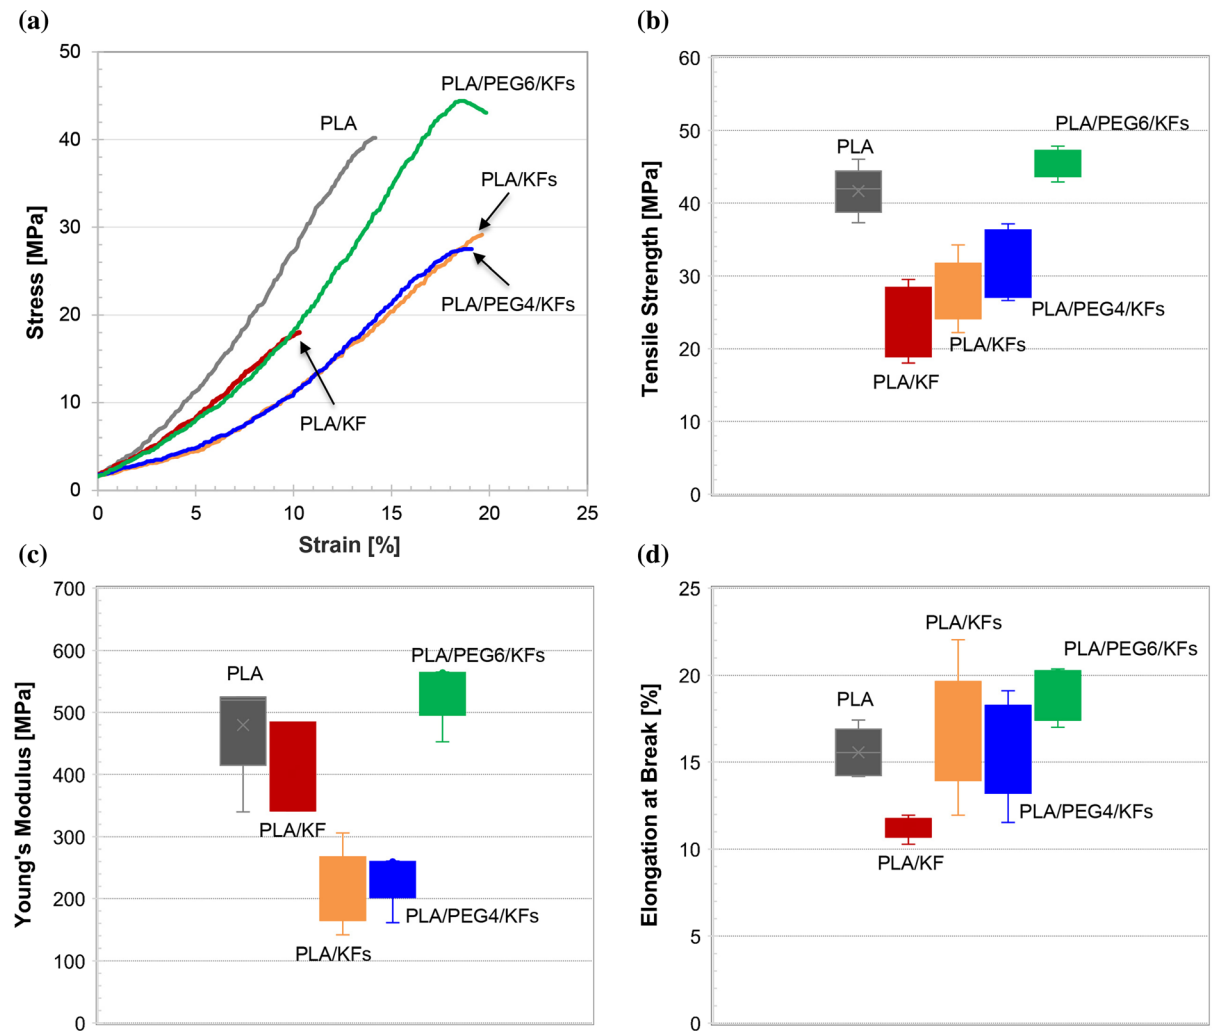 (a)
50
40
30
20
10
0
Stress [MPa]
PLA
PLA/PEG6/KFs
PLA/KFs
PLA/PEG4/KFs
PLA/KF
0 5 10 15 20 25
Strain [%]
(b)
60
50
40
30
20
10
0
Tensile Strength [MPa]
PLA
PLA/PEG6/KFs
PLA/PEG4/KFs
PLA/KFs
PLA/KF
(c)
700
600
500
400
300
200
100
0
Young's Modulus [MPa]
PLA
PLA/PEG6/KFs
PLA/KF
PLA/PEG4/KFs
PLA/KFs
(d)
25
20
15
10
5
0
Elongation at Break [%]
PLA/KFs
PLA/PEG6/KFs
PLA
PLA/PEG4/KFs
PLA/KF